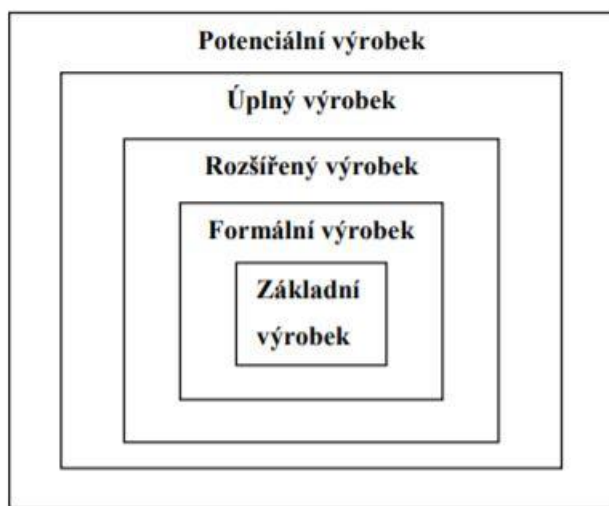 Potenciální výrobek
Úplný výrobek
Rozšířený výrobek
Formální výrobek
Základní
výrobek